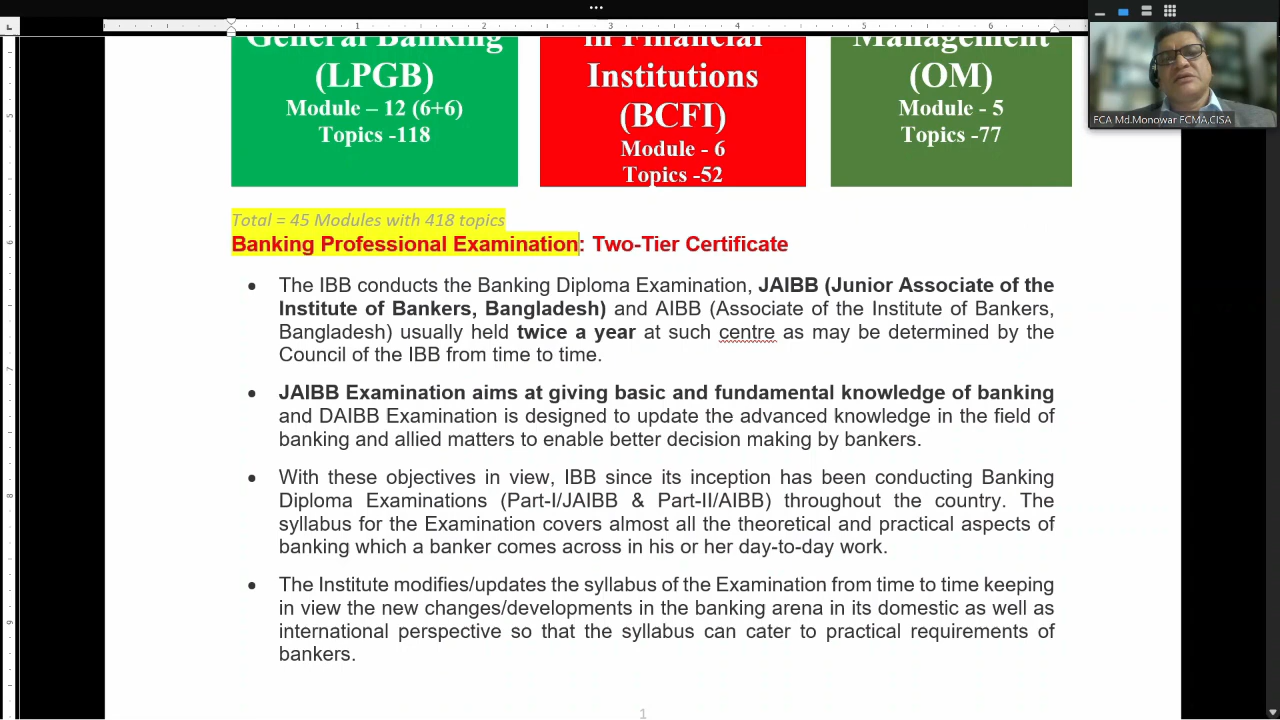 General Banking
(LPGB)
Module – 12 (6+6)
Topics -118
in Financial
Institutions
(BCFI)
Module - 6
Topics -52
Management
(OM)
Module - 5
Topics -77
FCA Md.Monowar FCMA,CISA
Total = 45 Modules with 418 topics
Banking Professional Examination: Two-Tier Certificate
• The IBB conducts the Banking Diploma Examination, JAIBB (Junior Associate of the
Institute of Bankers, Bangladesh) and AIBB (Associate of the Institute of Bankers,
Bangladesh) usually held twice a year at such centre as may be determined by the
Council of the IBB from time to time.
• JAIBB Examination aims at giving basic and fundamental knowledge of banking
and DAIBB Examination is designed to update the advanced knowledge in the field of
banking and allied matters to enable better decision making by bankers.
• With these objectives in view, IBB since its inception has been conducting Banking
Diploma Examinations (Part-I/JAIBB & Part-II/AIBB) throughout the country. The
syllabus for the Examination covers almost all the theoretical and practical aspects of
banking which a banker comes across in his or her day-to-day work.
• The Institute modifies/updates the syllabus of the Examination from time to time keeping
in view the new changes/developments in the banking arena in its domestic as well as
international perspective so that the syllabus can cater to practical requirements of
bankers.
1